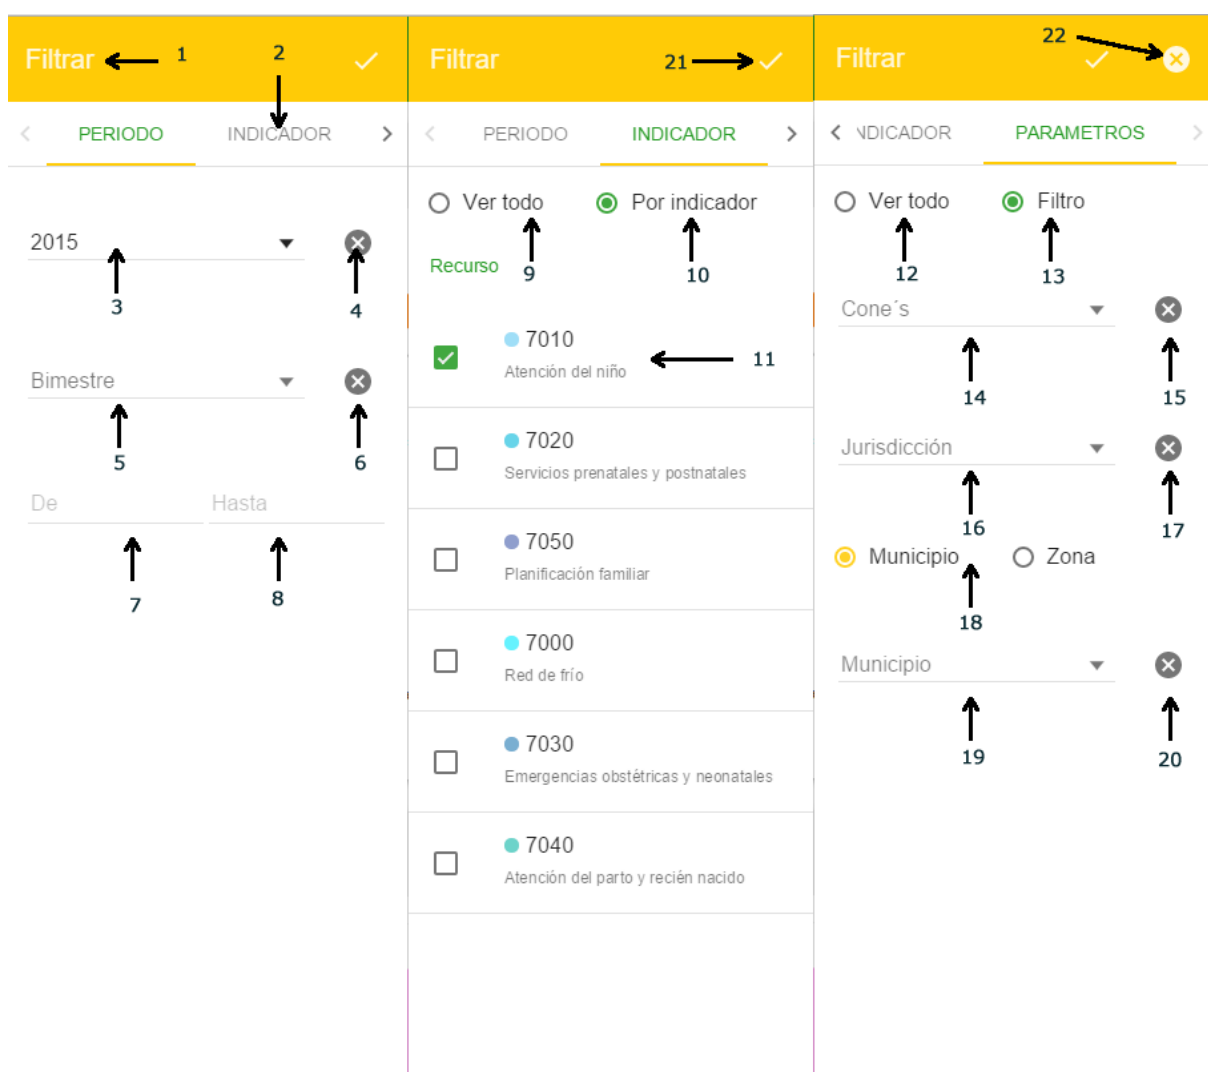 Filtrar
1
2
PERIODO
INDICADOR
2015
3
4
Bimestre
5
6
De
Hasta
7
8
Filtrar
21
PERIODO
INDICADOR
Ver todo
Por indicador
Recurso
9
10
7010
Atención del niño
11
7020
Servicios prenatales y postnatales
7050
Planificación familiar
7000
Red de frío
7030
Emergencias obstétricas y neonatales
7040
Atención del parto y recién nacido
22
Filtrar
NDICADOR
PARAMETROS
Ver todo
Filtro
12
13
Cone´s
14
15
Jurisdicción
16
17
Municipio
Zona
18
Municipio
19
20